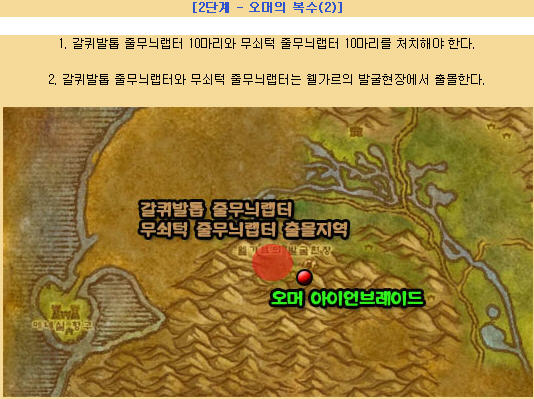 [2단계 - 오머의 복수(2)]
1. 갈퀴발톱 줄무늬랩터 10마리와 무쇠턱 줄무늬랩터 10마리를 처치해야 한다.
2. 갈퀴발톱 줄무늬랩터와 무쇠턱 줄무늬랩터는 웰가르의 발굴현장에서 출몰한다.
갈퀴발톱 줄무늬랩터
무쇠턱 줄무늬랩터 출몰지역
웰가르의 발굴현장
오머 아이언브레이드
메네실 항구